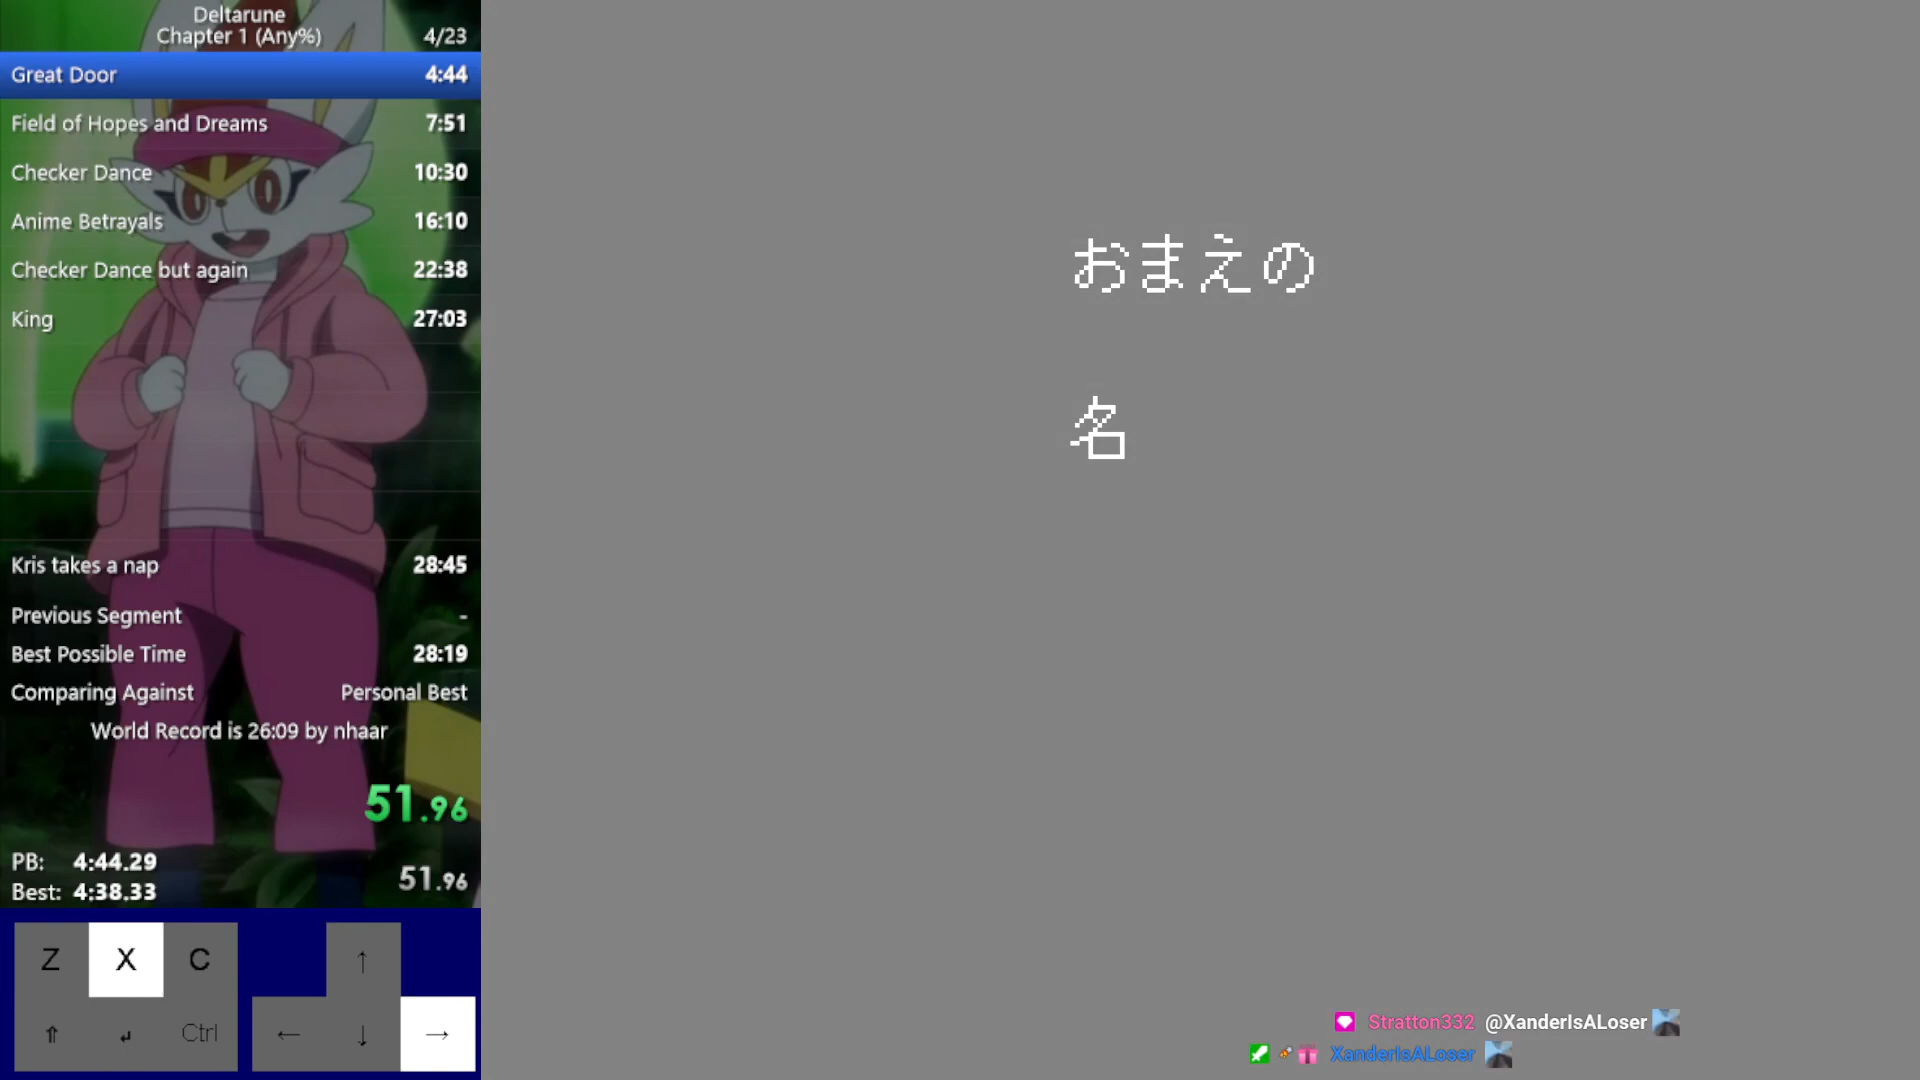 Deltarune
Chapter 1 (Any%) 4/23
Great Door 4:44
Field of Hopes and Dreams 7:51
Checker Dance 10:30
Anime Betrayals 16:10
Checker Dance but again 22:38
King 27:03
Kris takes a nap 28:45
Previous Segment -
Best Possible Time 28:19
Comparing Against Personal Best
World Record is 26:09 by nhaar
51.96
PB: 4:44.29
Best: 4:38.33
51.96
Z X C ↑
⇑ ↵ Ctrl ← ↓ →
おまえの
名
Stratton332 @XanderIsALoser
XanderIsALoser